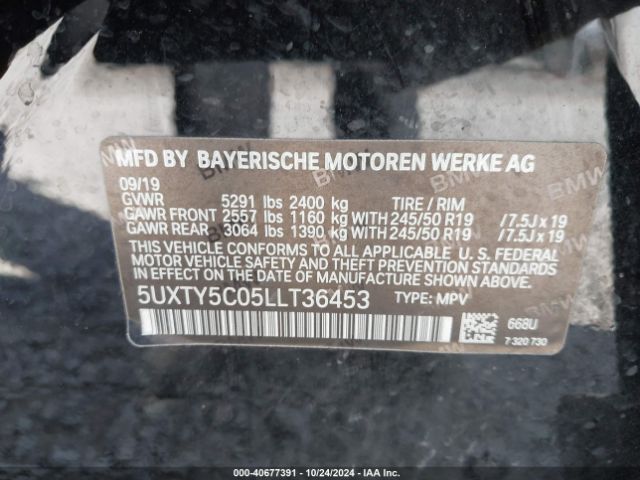 MFD BY BAYERISCHE MOTOREN WERKE AG
09/19
GVWR 5291 lbs 2400 kg TIRE / RIM
GAWR FRONT 2557 lbs 1160 kg WITH 245/50 R19 /7.5J x 19
GAWR REAR 3064 lbs 1390 kg WITH 245/50 R19 /7.5J x 19
THIS VEHICLE CONFORMS TO ALL APPLICABLE U. S. FEDERAL
MOTOR VEHICLE SAFETY, BUMPER, AND THEFT PREVENTION
STANDARDS IN EFFECT ON THE DATE OF MANUFACTURE SHOWN ABOVE.
5UXTY5C05LLT36453 TYPE: MPV
668U
7 320 730
000-40677391 - 10/24/2024 - IAA Inc.